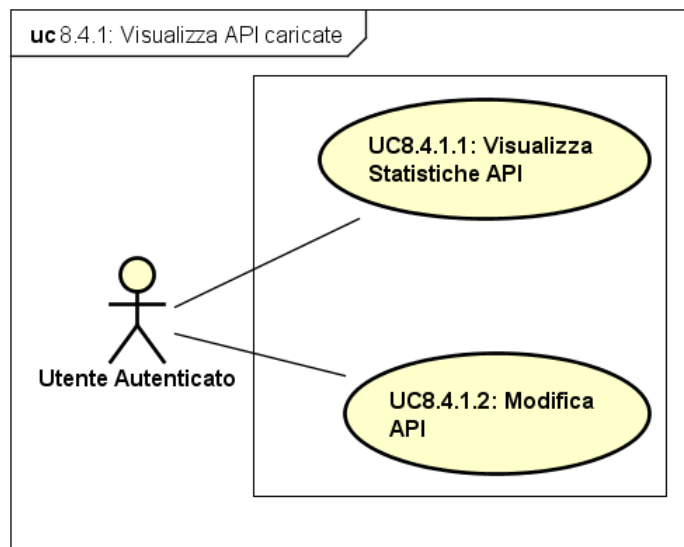 uc 8.4.1: Visualizza API caricate
UC8.4.1.1: Visualizza
Statistiche API
Utente Autenticato
UC8.4.1.2: Modifica
API